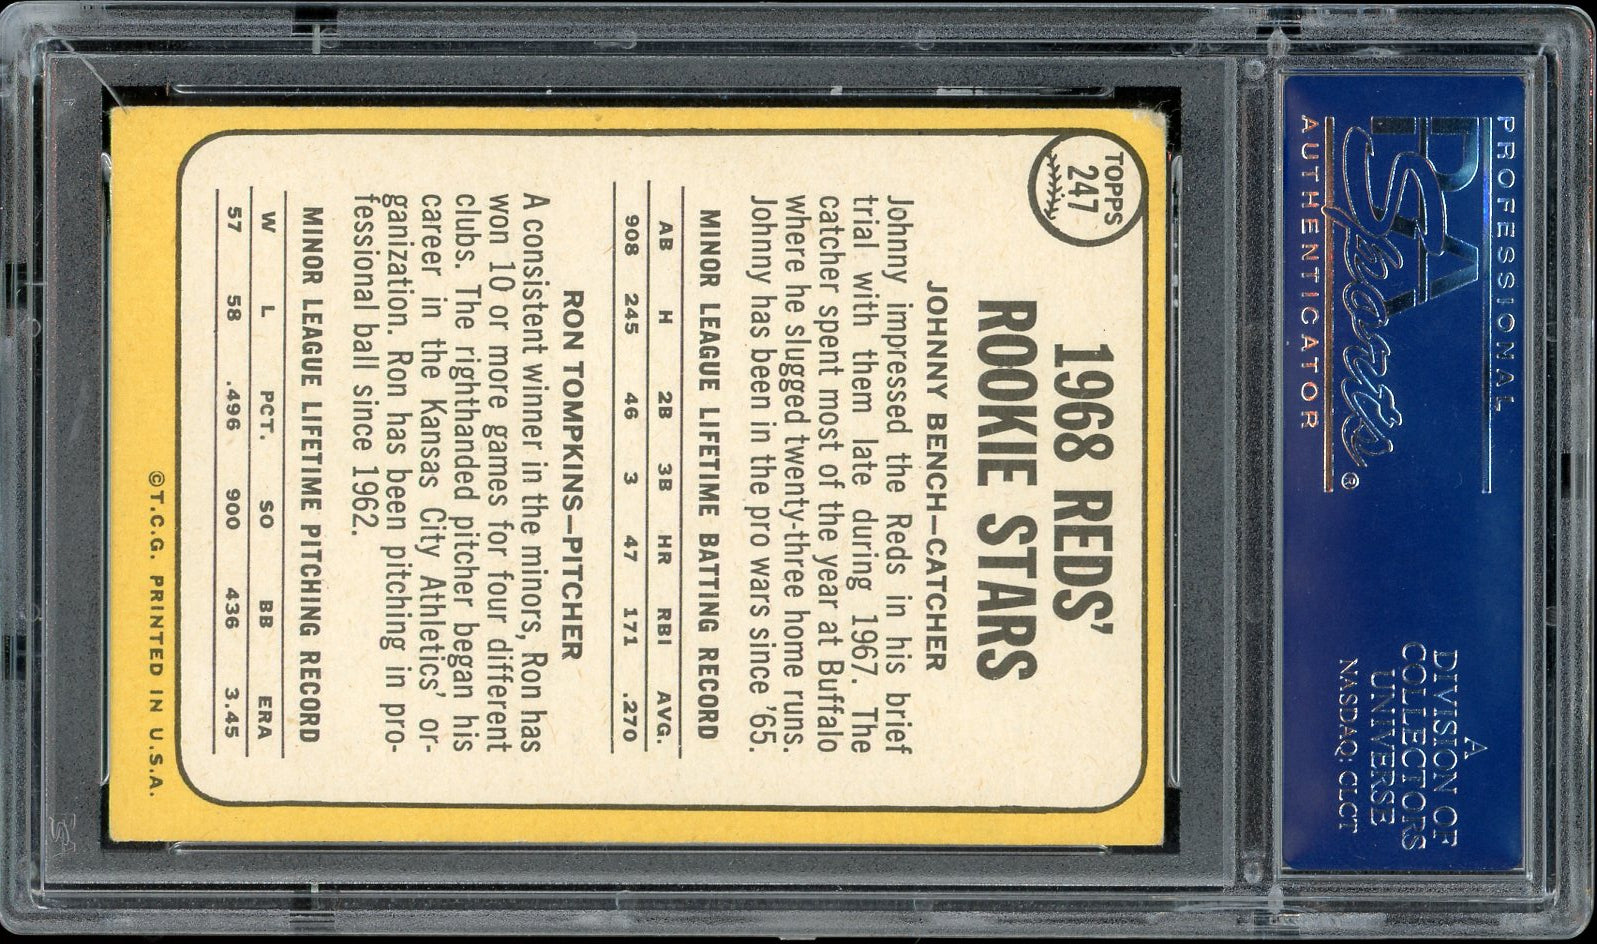 PROFESSIONAL
PSA
Sports®
AUTHENTICATOR
A
DIVISION OF
COLLECTORS
UNIVERSE
NASDAQ: CLCT
TOPPS
247
1968 REDS'
ROOKIE STARS
JOHNNY BENCH—CATCHER
Johnny impressed the Reds in his brief
trial with them late during 1967. The
catcher spent most of the year at Buffalo
where he slugged twenty-three home runs.
Johnny has been in the pro wars since '65.
MINOR LEAGUE LIFETIME BATTING RECORD
AB H 2B 3B HR RBI AVG.
908 245 46 3 47 171 .270
RON TOMPKINS—PITCHER
A consistent winner in the minors, Ron has
won 10 or more games for four different
clubs. The righthanded pitcher began his
career in the Kansas City Athletics' or-
ganization. Ron has been pitching in pro-
fessional ball since 1962.
MINOR LEAGUE LIFETIME PITCHING RECORD
W L PCT. SO BB ERA
57 58 .496 900 436 3.45
©T.C.G. PRINTED IN U.S.A.